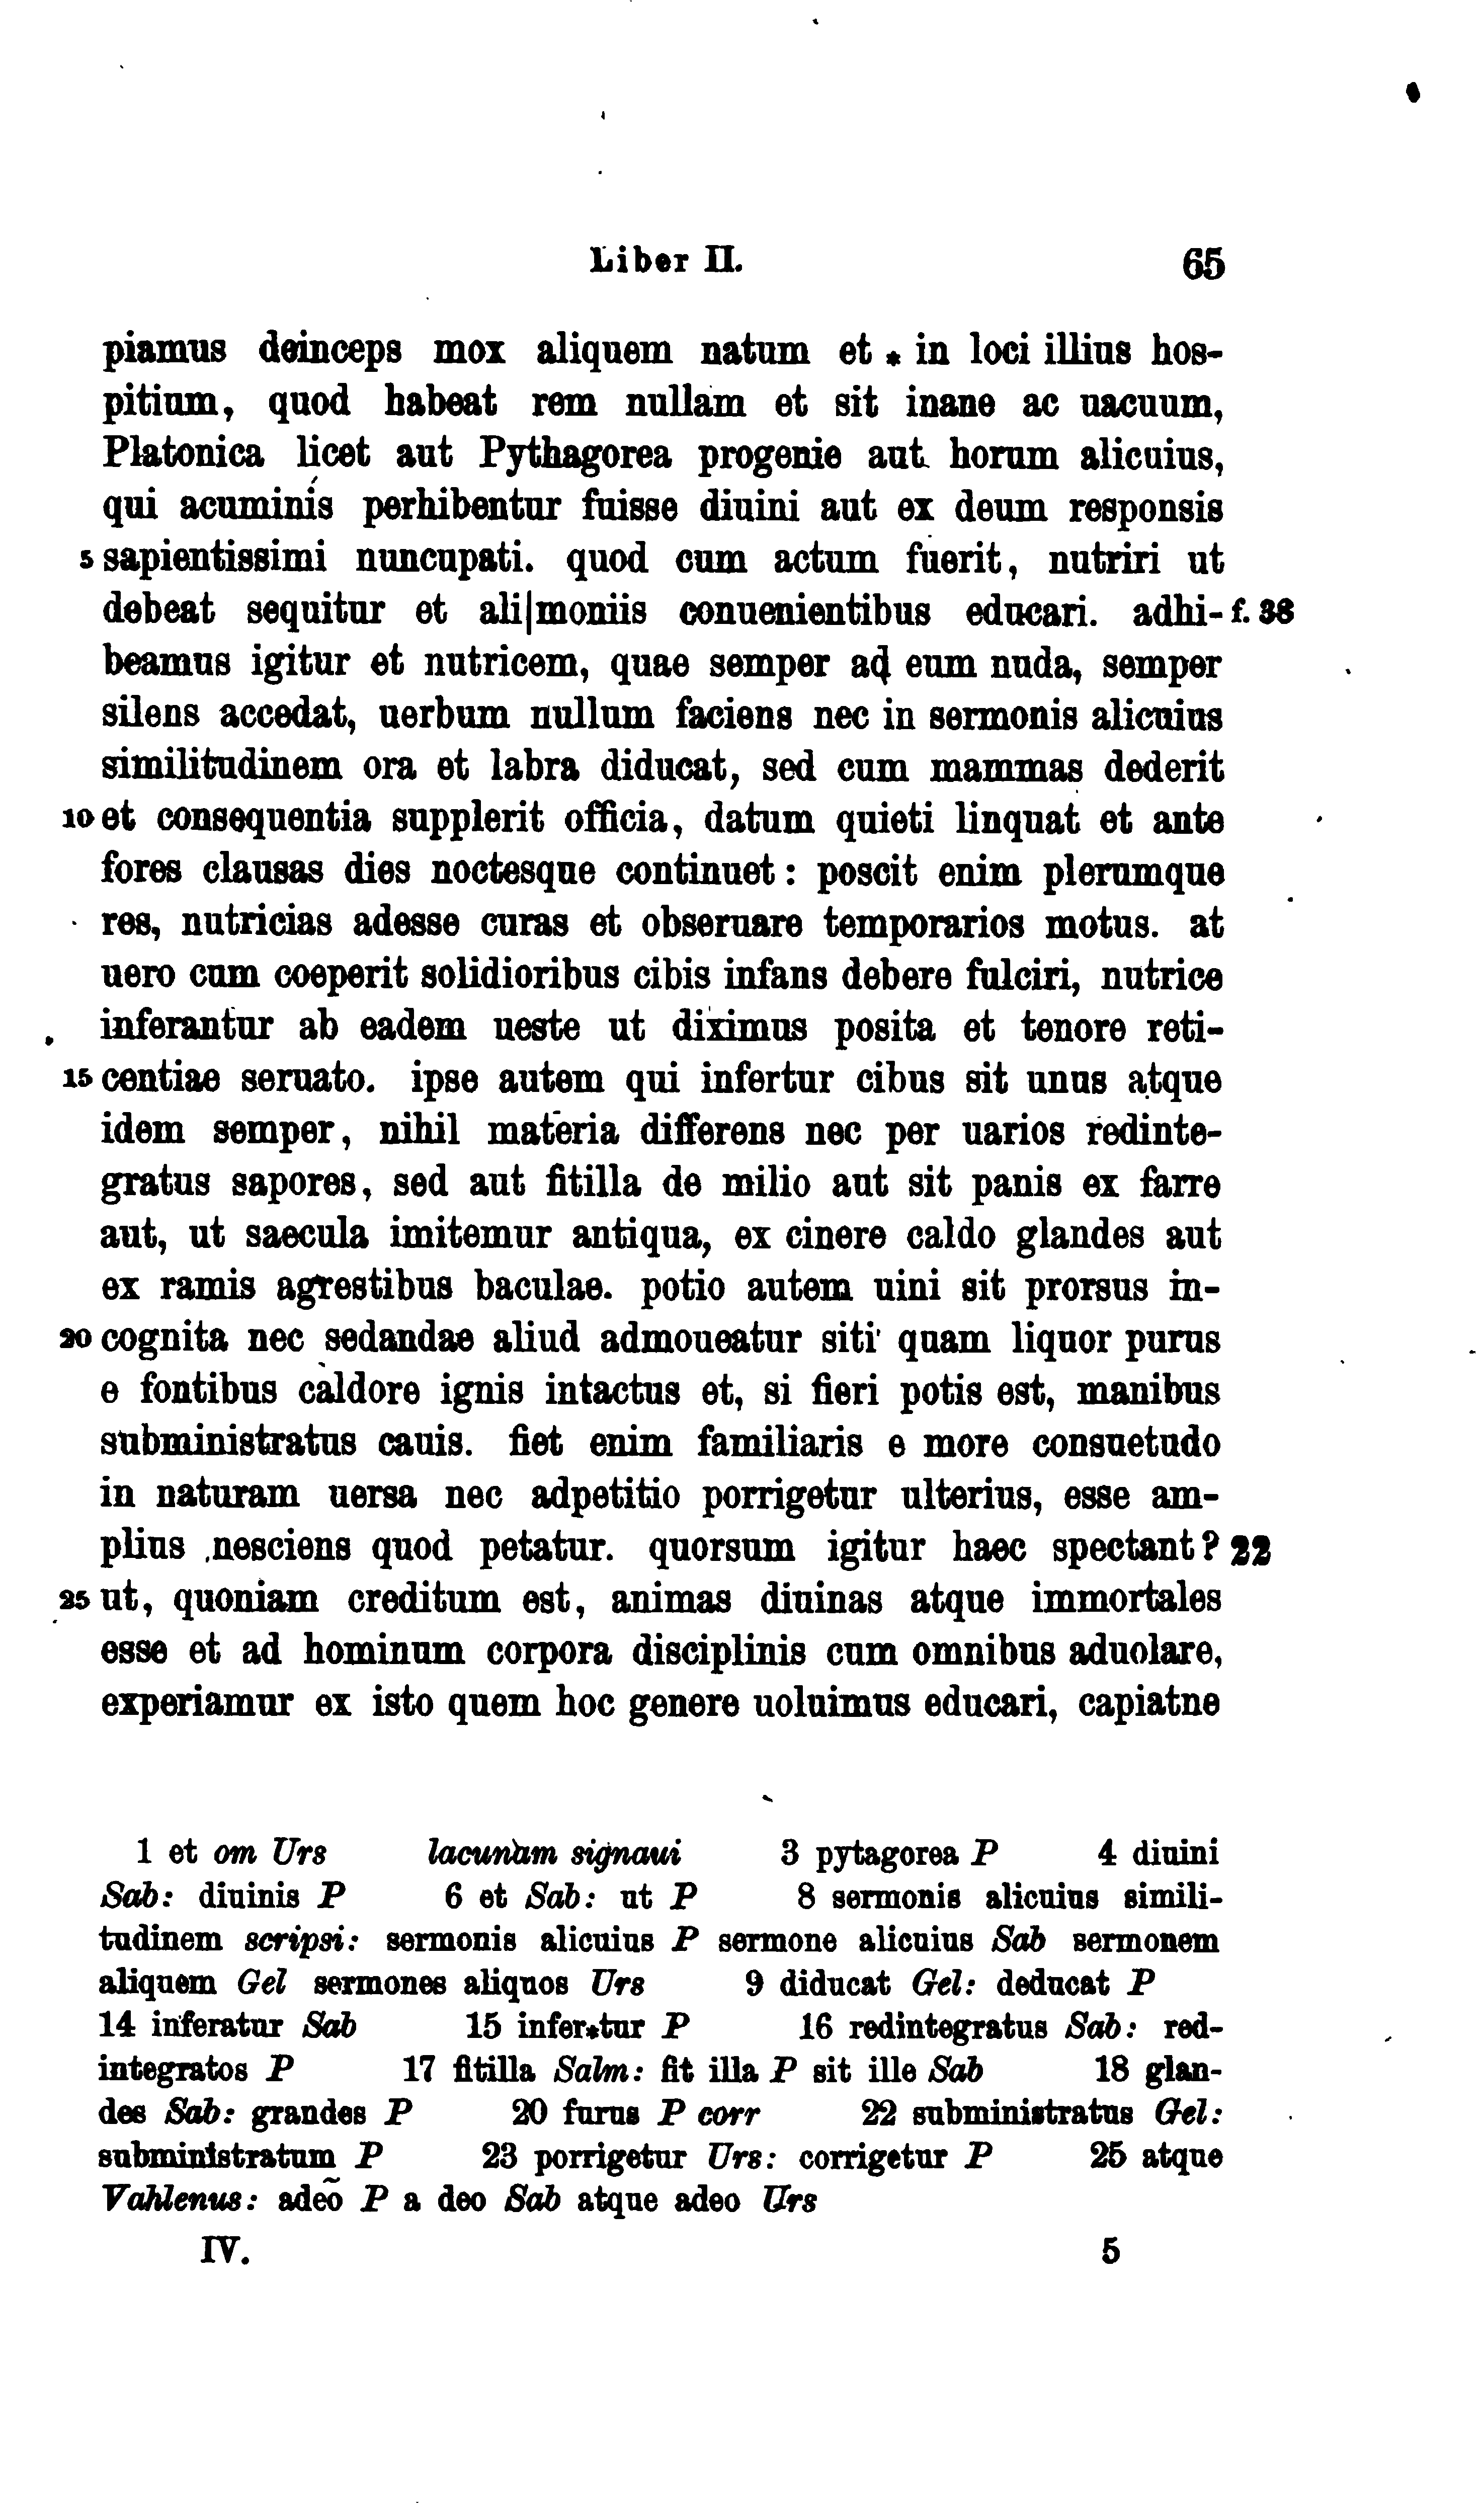 Liber II. 65
piamus deinceps mox aliquem natum et * in loci illius hos-
pitium, quod habeat rem nullam et sit inane ac uacuum,
Platonica licet aut Pythagorea progenie aut horum alicuius,
qui acuminis perhibentur fuisse diuini aut ex deum responsis
5 sapientissimi nuncupati. quod cum actum fuerit, nutriri ut
debeat sequitur et ali|moniis conuenientibus educari. adhi- f. 38
beamus igitur et nutricem, quae semper ad eum nuda, semper
silens accedat, uerbum nullum faciens nec in sermonis alicuius
similitudinem ora et labra diducat, sed cum mammas dederit
10 et consequentia supplerit officia, datum quieti linquat et ante
fores clausas dies noctesque continuet: poscit enim plerumque
res, nutricias adesse curas et obseruare temporarios motus. at
uero cum coeperit solidioribus cibis infans debere fulciri, nutrice
inferantur ab eadem ueste ut diximus posita et tenore reti-
15 centiae seruato. ipse autem qui infertur cibus sit unus atque
idem semper, nihil materia differens nec per uarios redinte-
gratus sapores, sed aut fitilla de milio aut sit panis ex farre
aut, ut saecula imitemur antiqua, ex cinere caldo glandes aut
ex ramis agrestibus baculae. potio autem uini sit prorsus in-
20 cognita nec sedandae aliud admoueatur siti quam liquor purus
e fontibus caldore ignis intactus et, si fieri potis est, manibus
subministratus cauis. fiet enim familiaris e more consuetudo
in naturam uersa nec adpetitio porrigetur ulterius, esse am-
plius nesciens quod petatur. quorsum igitur haec spectant? 22
25 ut, quoniam creditum est, animas diuinas atque immortales
esse et ad hominum corpora disciplinis cum omnibus aduolare,
experiamur ex isto quem hoc genere uoluimus educari, capiatne
1 et om Urs lacunam signaui 3 pytagorea P 4 diuini
Sab: diuinis P 6 et Sab: ut P 8 sermonis alicuius simili-
tudinem scripsi: sermonis alicuius P sermone alicuius Sab sermonem
aliquem Gel sermones aliquos Urs 9 diducat Gel: deducat P
14 inferatur Sab 15 infer*tur P 16 redintegratus Sab: red-
integratos P 17 fitilla Salm: fit illa P sit ille Sab 18 glan-
des Sab: grandes P 20 furus P corr 22 subministratus Gel:
subministratum P 23 porrigetur Urs: corrigetur P 25 atque
Vahlenus: adeõ P a deo Sab atque adeo Urs
IV. 5